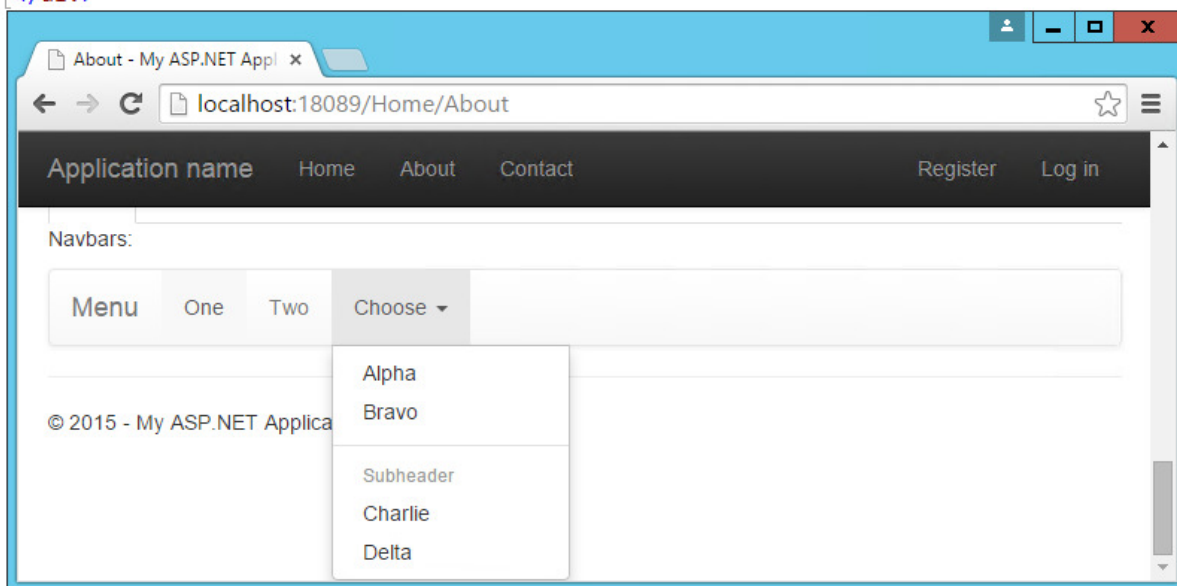 About - My ASP.NET Appl
localhost:18089/Home/About
Application name Home About Contact Register Log in
Navbars:
Menu One Two Choose
Alpha
Bravo
© 2015 - My ASP.NET Applica
Subheader
Charlie
Delta